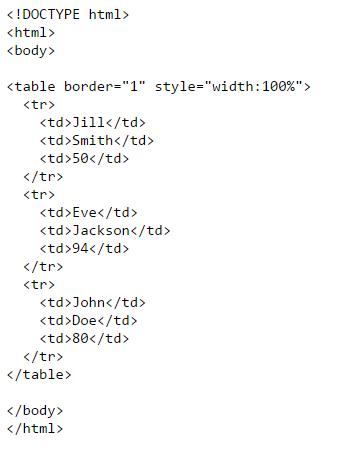 <!DOCTYPE html>
<html>
<body>

<table border="1" style="width:100%">
  <tr>
    <td>Jill</td>
    <td>Smith</td>
    <td>50</td>
  </tr>
  <tr>
    <td>Eve</td>
    <td>Jackson</td>
    <td>94</td>
  </tr>
  <tr>
    <td>John</td>
    <td>Doe</td>
    <td>80</td>
  </tr>
</table>

</body>
</html>